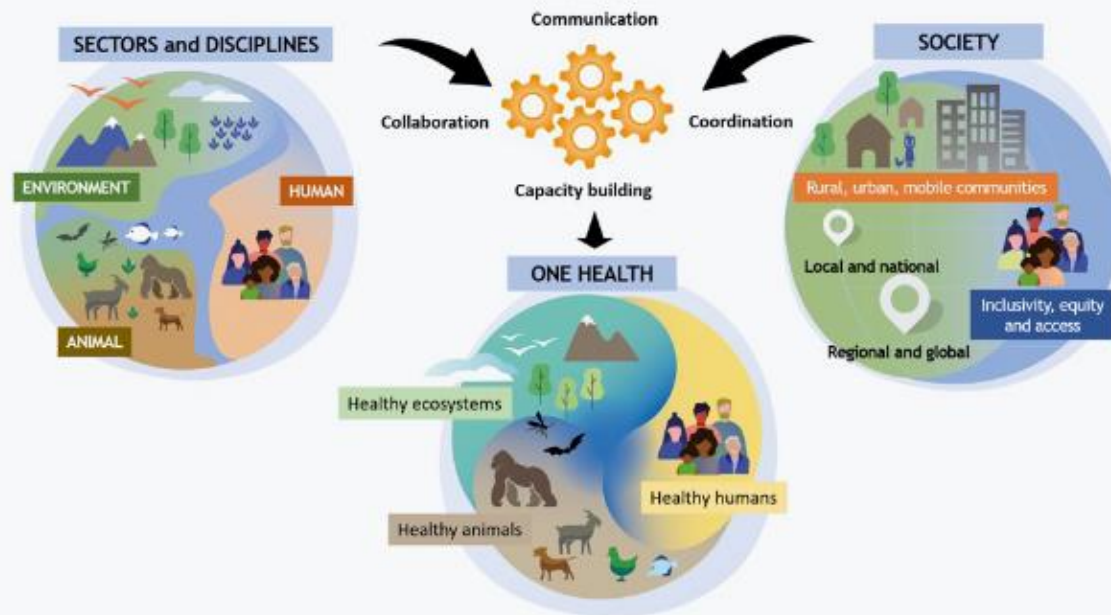 Communication
SECTORS and DISCIPLINES
SOCIETY
Collaboration
Coordination
Capacity building
ENVIRONMENT
HUMAN
ANIMAL
Rural, urban, mobile communities
Local and national
Inclusivity, equity
and access
Regional and global
ONE HEALTH
Healthy ecosystems
Healthy humans
Healthy animals